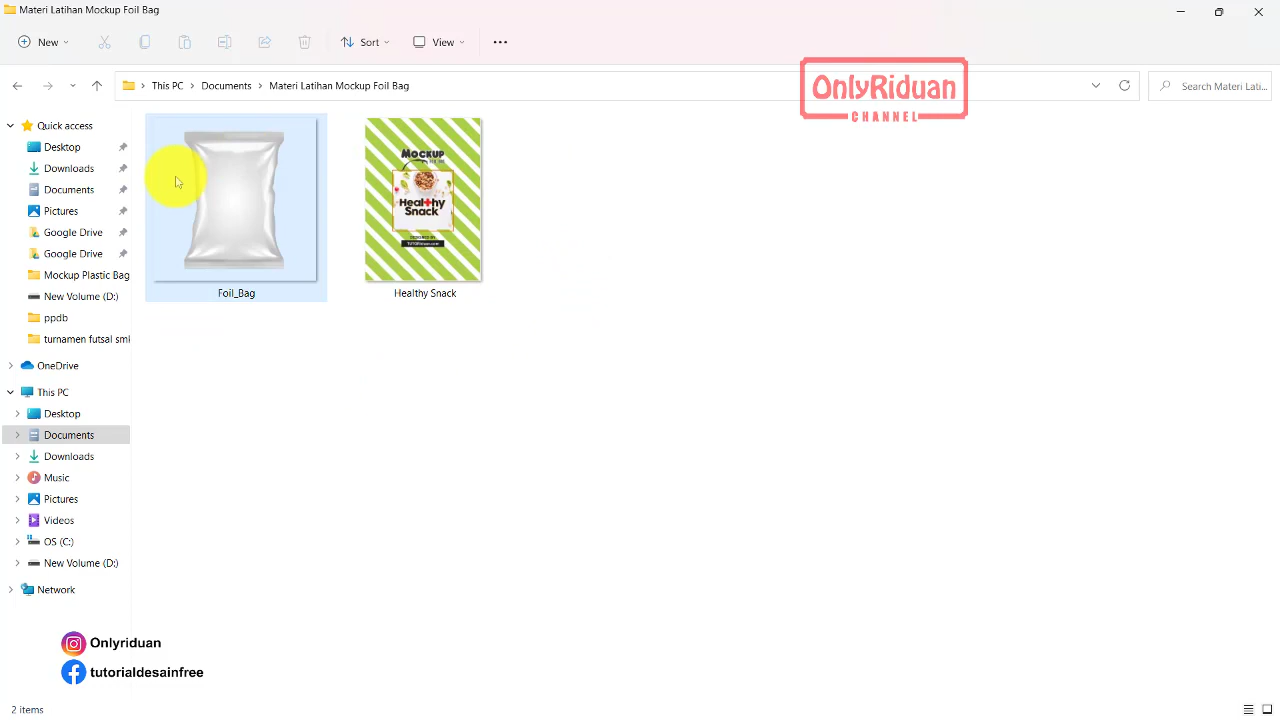 Materi Latihan Mockup Foil Bag
New
Sort
View
This PC
Documents
Materi Latihan Mockup Foil Bag
Search Materi Lati...
OnlyRiduan
CHANNEL
Quick access
Desktop
Downloads
Documents
Pictures
Google Drive
Google Drive
Mockup Plastic Bag
New Volume (D:)
ppdb
turnamen futsal smk
OneDrive
This PC
Desktop
Documents
Downloads
Music
Pictures
Videos
OS (C:)
New Volume (D:)
Network
MOCKUP
Healthy
Snack
TUTORiduan.com
Foil_Bag
Healthy Snack
Onlyriduan
tutorialdesainfree
2 items